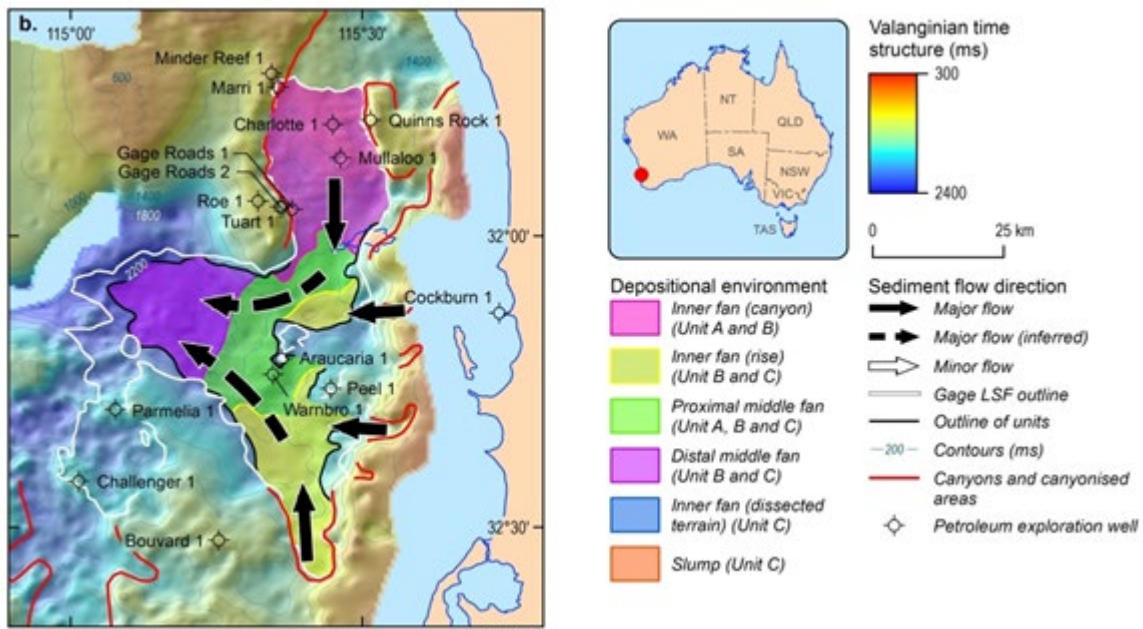 b.
115°00'
115°30'
Minder Reef 1
600
1400
Marri 1
Charlotte 1
Quinns Rock 1
Gage Roads 1
Mullaloo 1
Gage Roads 2
1000
1400
Roe 1
1800
Tuart 1
32°00'
2200
Cockburn 1
Araucaria 1
Peel 1
Parmelia 1
Warnbro 1
Challenger 1
32°30'
Bouvard 1
WA
NT
QLD
SA
NSW
VIC
TAS
Valanginian time
structure (ms)
300
2400
0
25 km
Depositional environment
Inner fan (canyon)
(Unit A and B)
Inner fan (rise)
(Unit B and C)
Proximal middle fan
(Unit A, B and C)
Distal middle fan
(Unit B and C)
Inner fan (dissected
terrain) (Unit C)
Slump (Unit C)
Sediment flow direction
Major flow
Major flow (inferred)
Minor flow
Gage LSF outline
Outline of units
200
Contours (ms)
Canyons and canyonised
areas
Petroleum exploration well